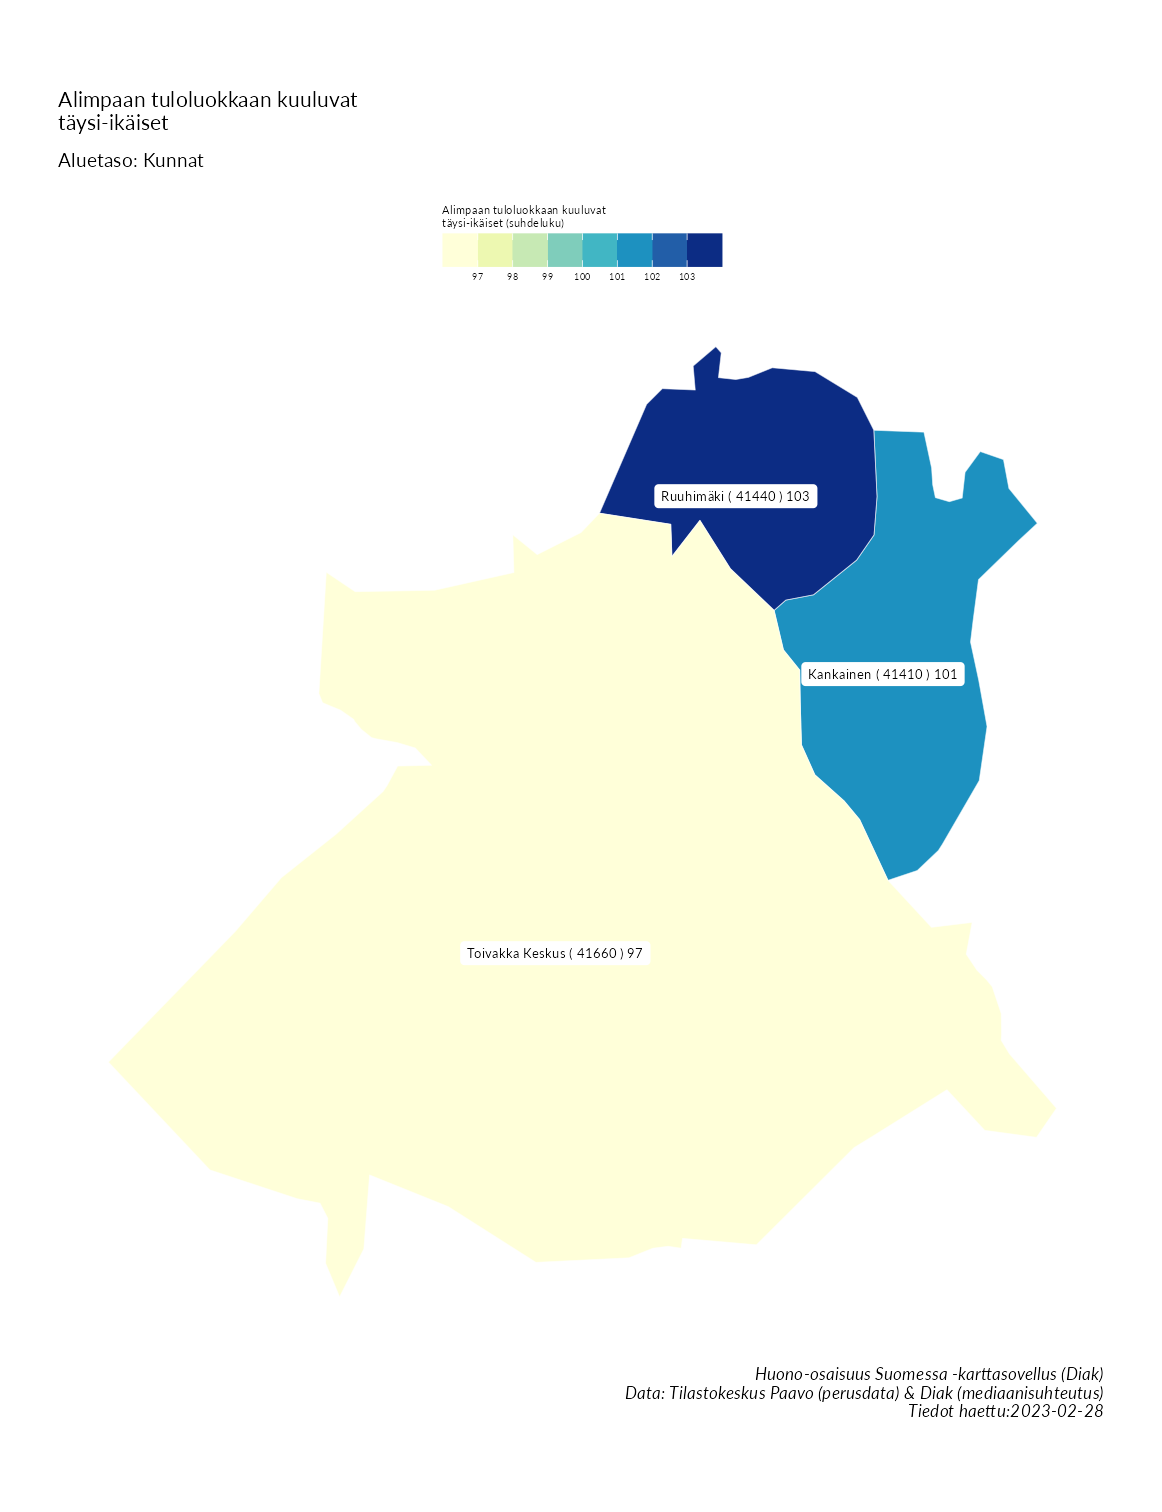 Alimpaan tuloluokkaan kuuluvat
täysi-ikäiset
Aluetaso: Kunnat
Alimpaan tuloluokkaan kuuluvat
täysi-ikäiset (suhdeluku)
97 98 99 100 101 102 103
Ruuhimäki ( 41440 ) 103
Kankainen ( 41410 ) 101
Toivakka Keskus ( 41660 ) 97
Huono-osaisuus Suomessa -karttasovellus (Diak)
Data: Tilastokeskus Paavo (perusdata) & Diak (mediaanisuhteutus)
Tiedot haettu:2023-02-28